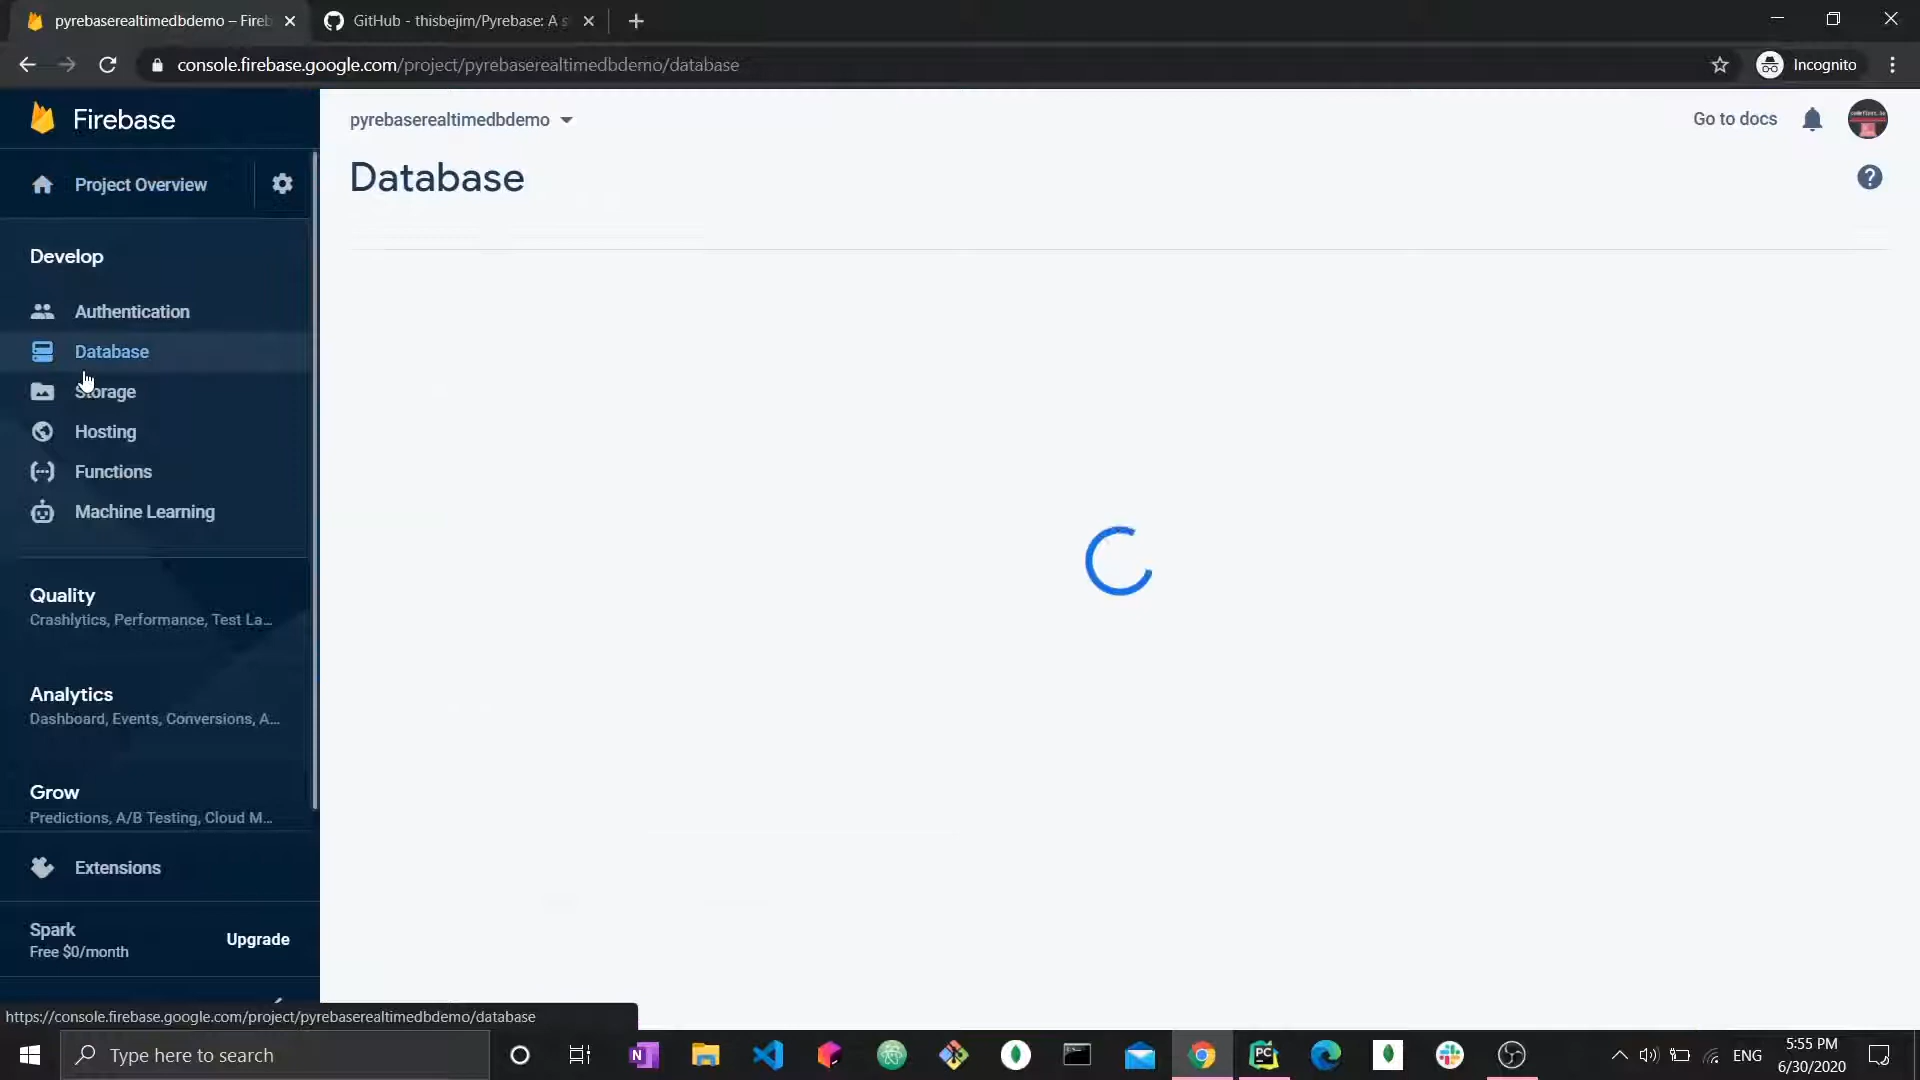 pyrebaserealtimedbdemo – Fireb
GitHub - thisbejim/Pyrebase: A s
console.firebase.google.com/project/pyrebaserealtimedbdemo/database
Incognito
Firebase
pyrebaserealtimedbdemo
Go to docs
Project Overview
Database
Develop
Authentication
Database
Storage
Hosting
Functions
Machine Learning
Quality
Crashlytics, Performance, Test La...
Analytics
Dashboard, Events, Conversions, A...
Grow
Predictions, A/B Testing, Cloud M...
Extensions
Spark
Free $0/month
Upgrade
https://console.firebase.google.com/project/pyrebaserealtimedbdemo/database
Type here to search
N
PC
ENG
5:55 PM
6/30/2020